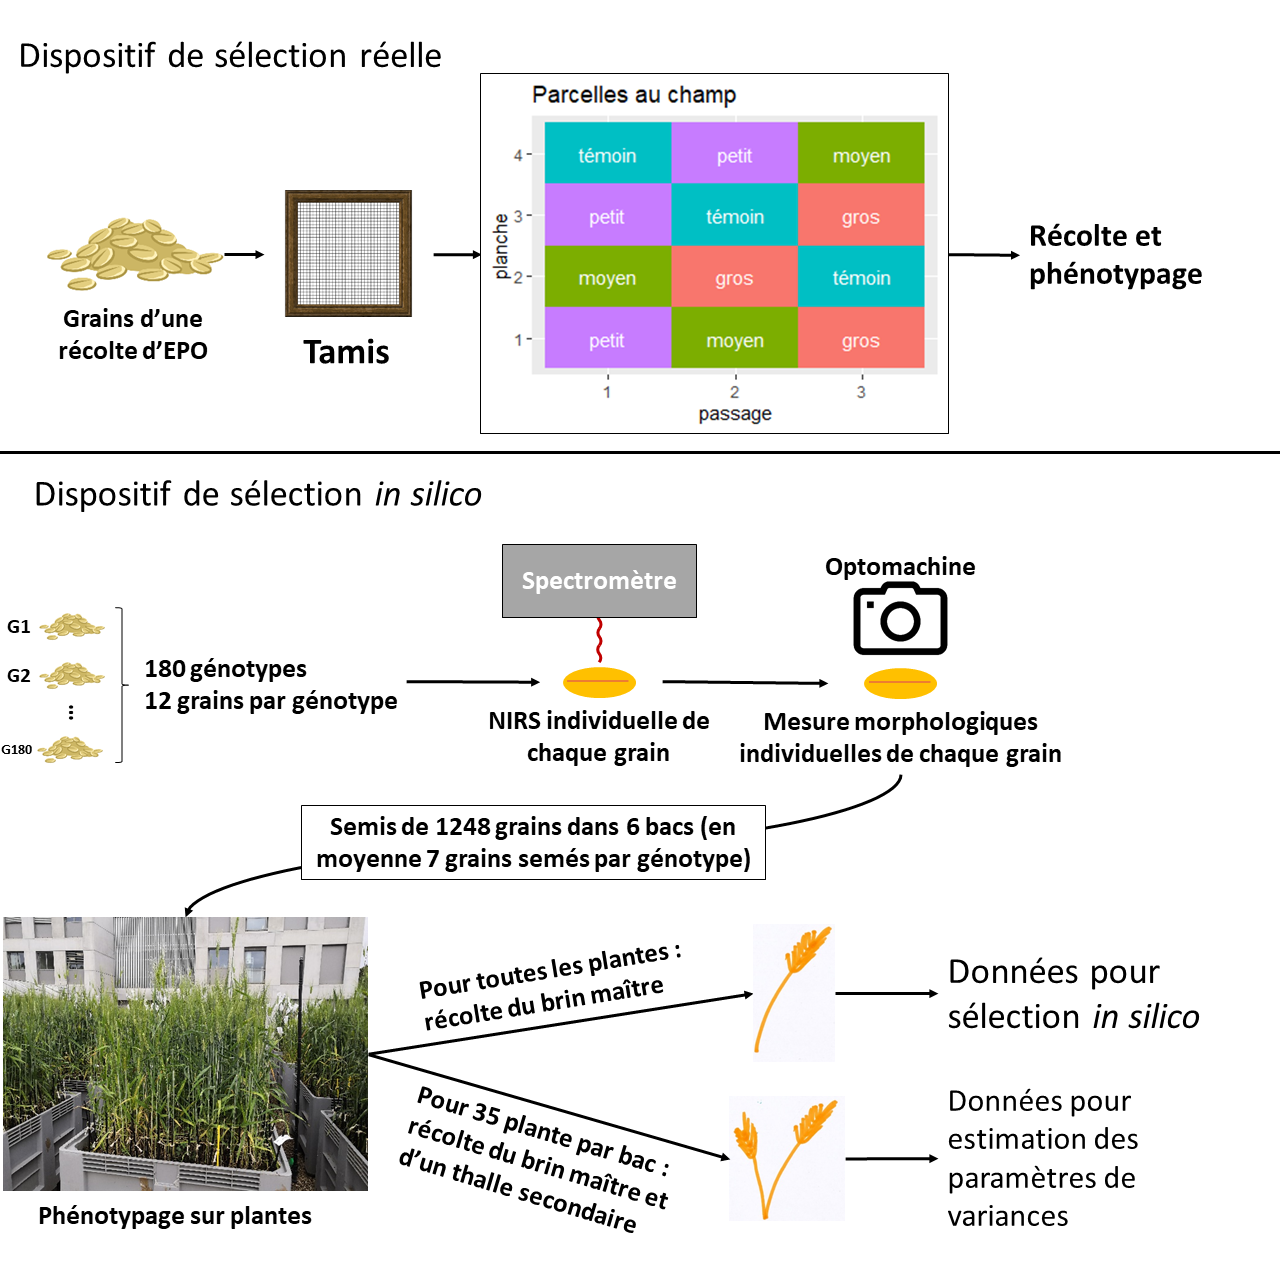 Dispositif de sélection réelle
Parcelles au champ
planche
4
témoin
petit
moyen
3
petit
témoin
gros
2
moyen
gros
témoin
1
petit
moyen
gros
1
2
3
passage
Grains d’une
récolte d’EPO
Tamis
Récolte et
phénotypage
Dispositif de sélection in silico
G1
G2
...
G180
180 génotypes
12 grains par génotype
Spectromètre
NIRS individuelle de
chaque grain
Optomachine
Mesure morphologiques
individuelles de chaque grain
Semis de 1248 grains dans 6 bacs (en
moyenne 7 grains semés par génotype)
Phénotypage sur plantes
Pour toutes les plantes :
récolte du brin maître
Données pour
sélection in silico
Pour 35 plante par bac :
récolte du brin maître et
d’un thalle secondaire
Données pour
estimation des
paramètres de
variances